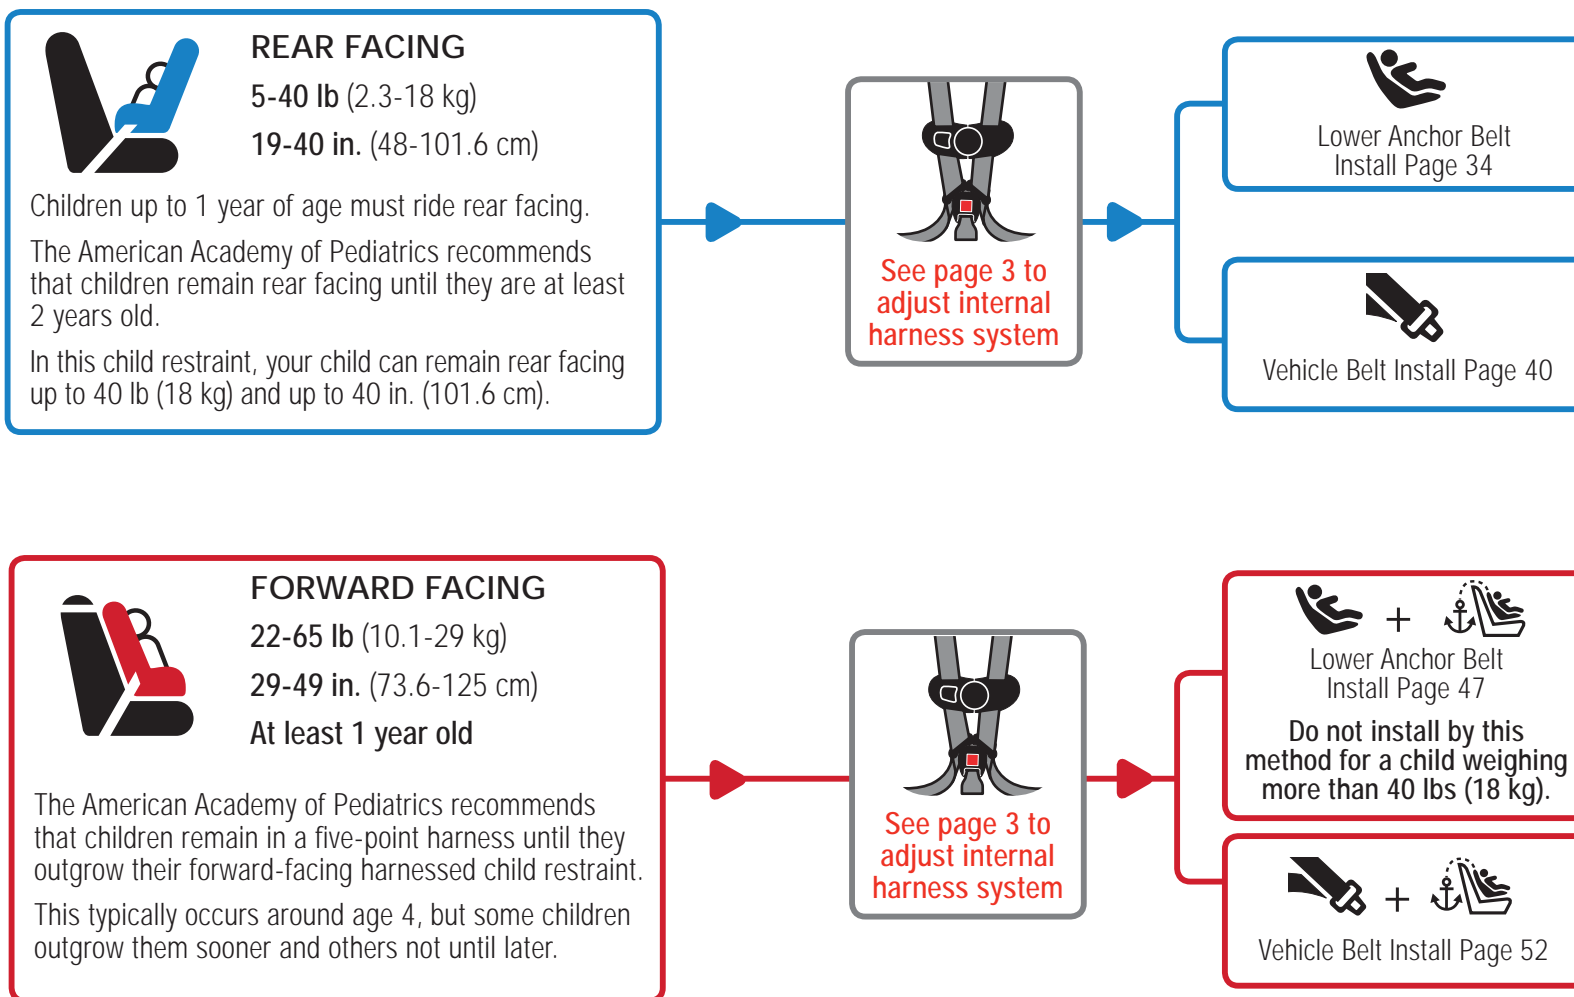 REAR FACING
5-40 lb (2.3-18 kg)
19-40 in. (48-101.6 cm)
Children up to 1 year of age must ride rear facing.
The American Academy of Pediatrics recommends
that children remain rear facing until they are at least
2 years old.
In this child restraint, your child can remain rear facing
up to 40 lb (18 kg) and up to 40 in. (101.6 cm).
See page 3 to
adjust internal
harness system
Lower Anchor Belt
Install Page 34
Vehicle Belt Install Page 40
FORWARD FACING
22-65 lb (10.1-29 kg)
29-49 in. (73.6-125 cm)
At least 1 year old
The American Academy of Pediatrics recommends
that children remain in a five-point harness until they
outgrow their forward-facing harnessed child restraint.
This typically occurs around age 4, but some children
outgrow them sooner and others not until later.
See page 3 to
adjust internal
harness system
+
Lower Anchor Belt
Install Page 47
Do not install by this
method for a child weighing
more than 40 lbs (18 kg).
+
Vehicle Belt Install Page 52